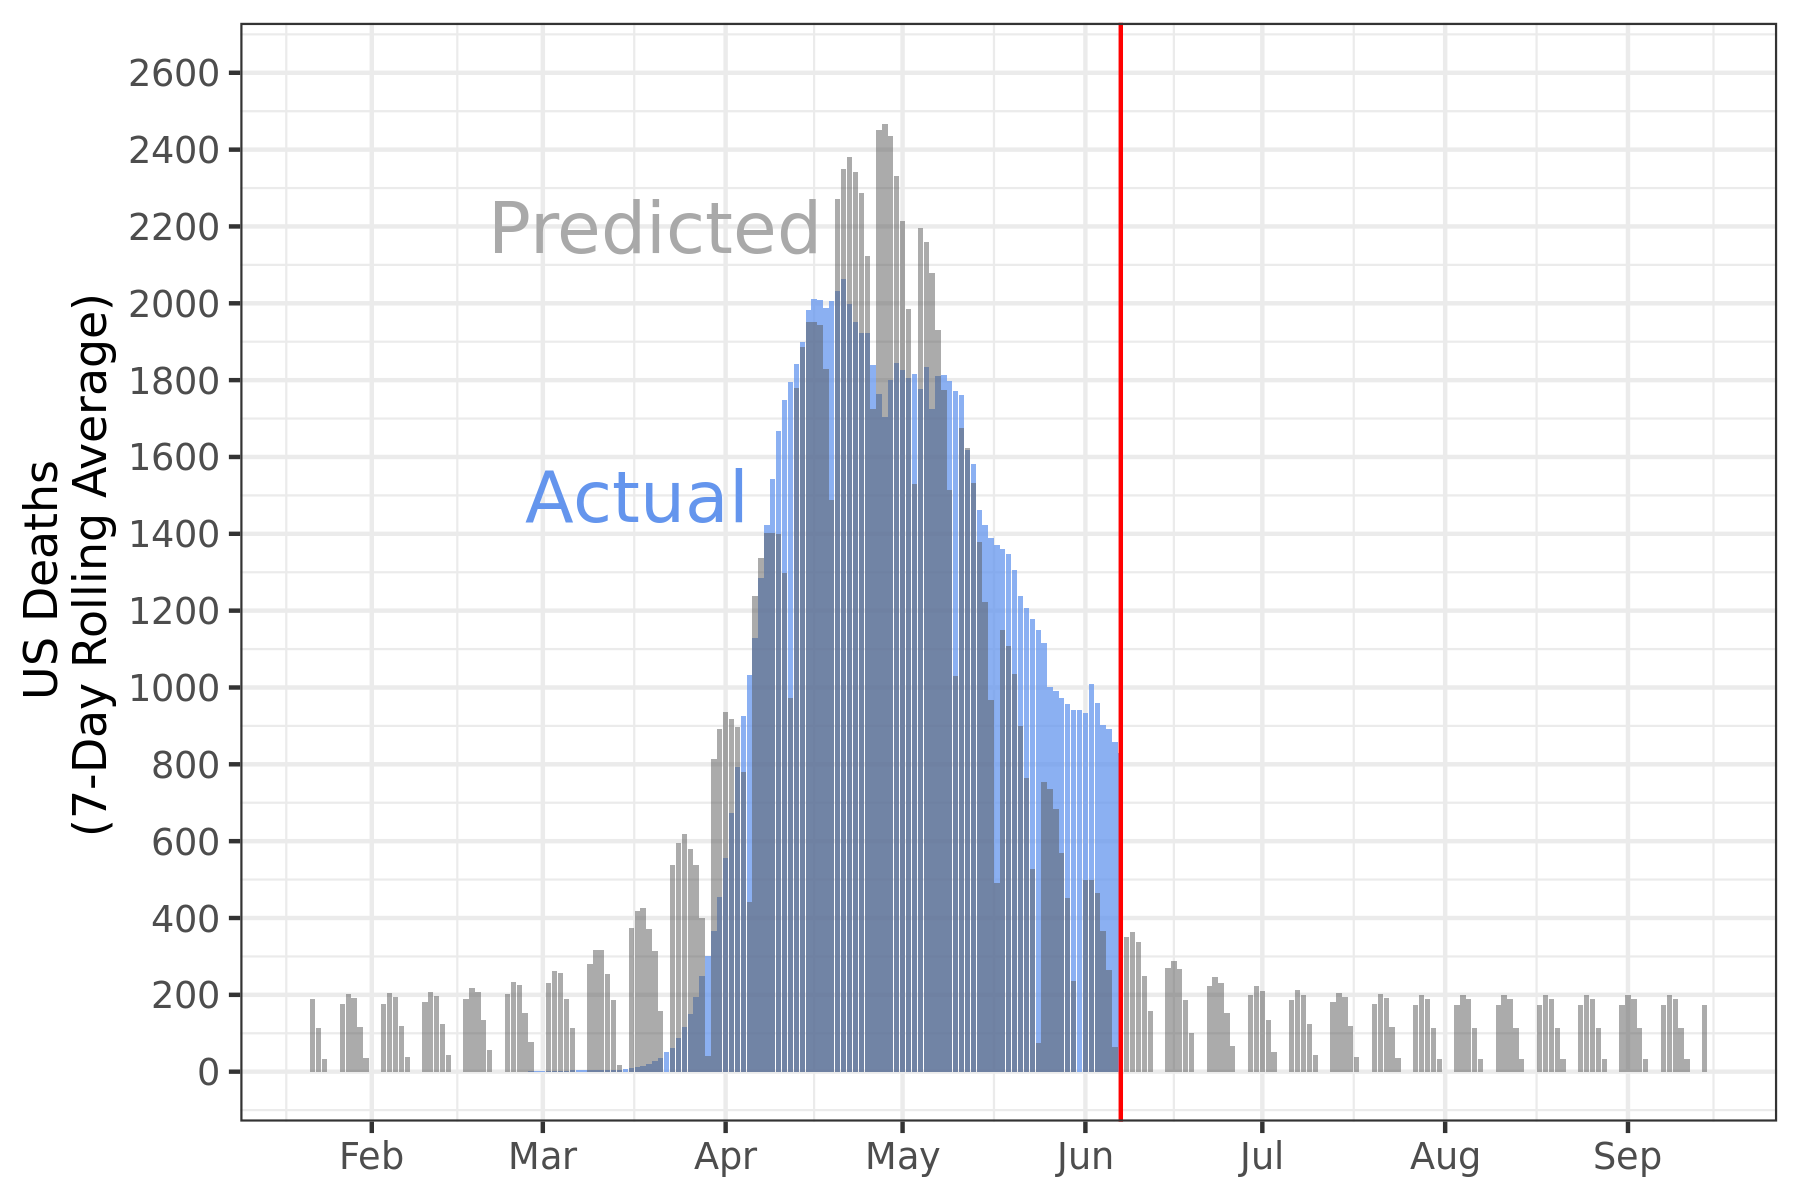 US Deaths
(7-Day Rolling Average)
2600
2400
2200
2000
1800
1600
1400
1200
1000
800
600
400
200
0
Predicted
Actual
Feb Mar Apr May Jun Jul Aug Sep